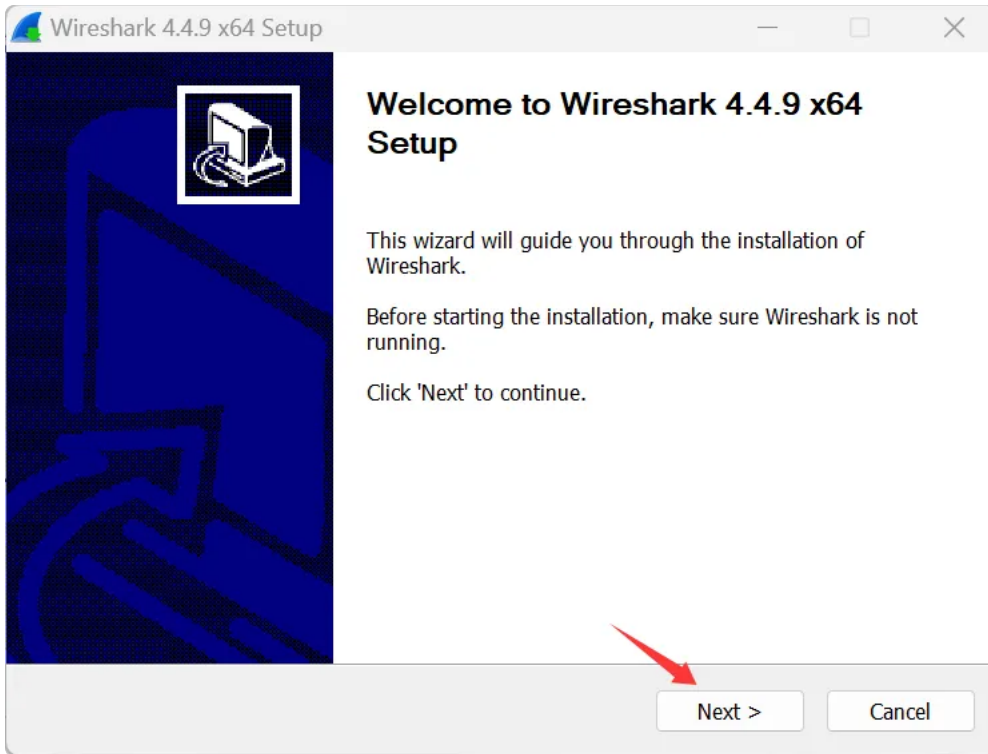 Wireshark 4.4.9 x64 Setup
Welcome to Wireshark 4.4.9 x64
Setup
This wizard will guide you through the installation of
Wireshark.
Before starting the installation, make sure Wireshark is not
running.
Click 'Next' to continue.
Next >
Cancel